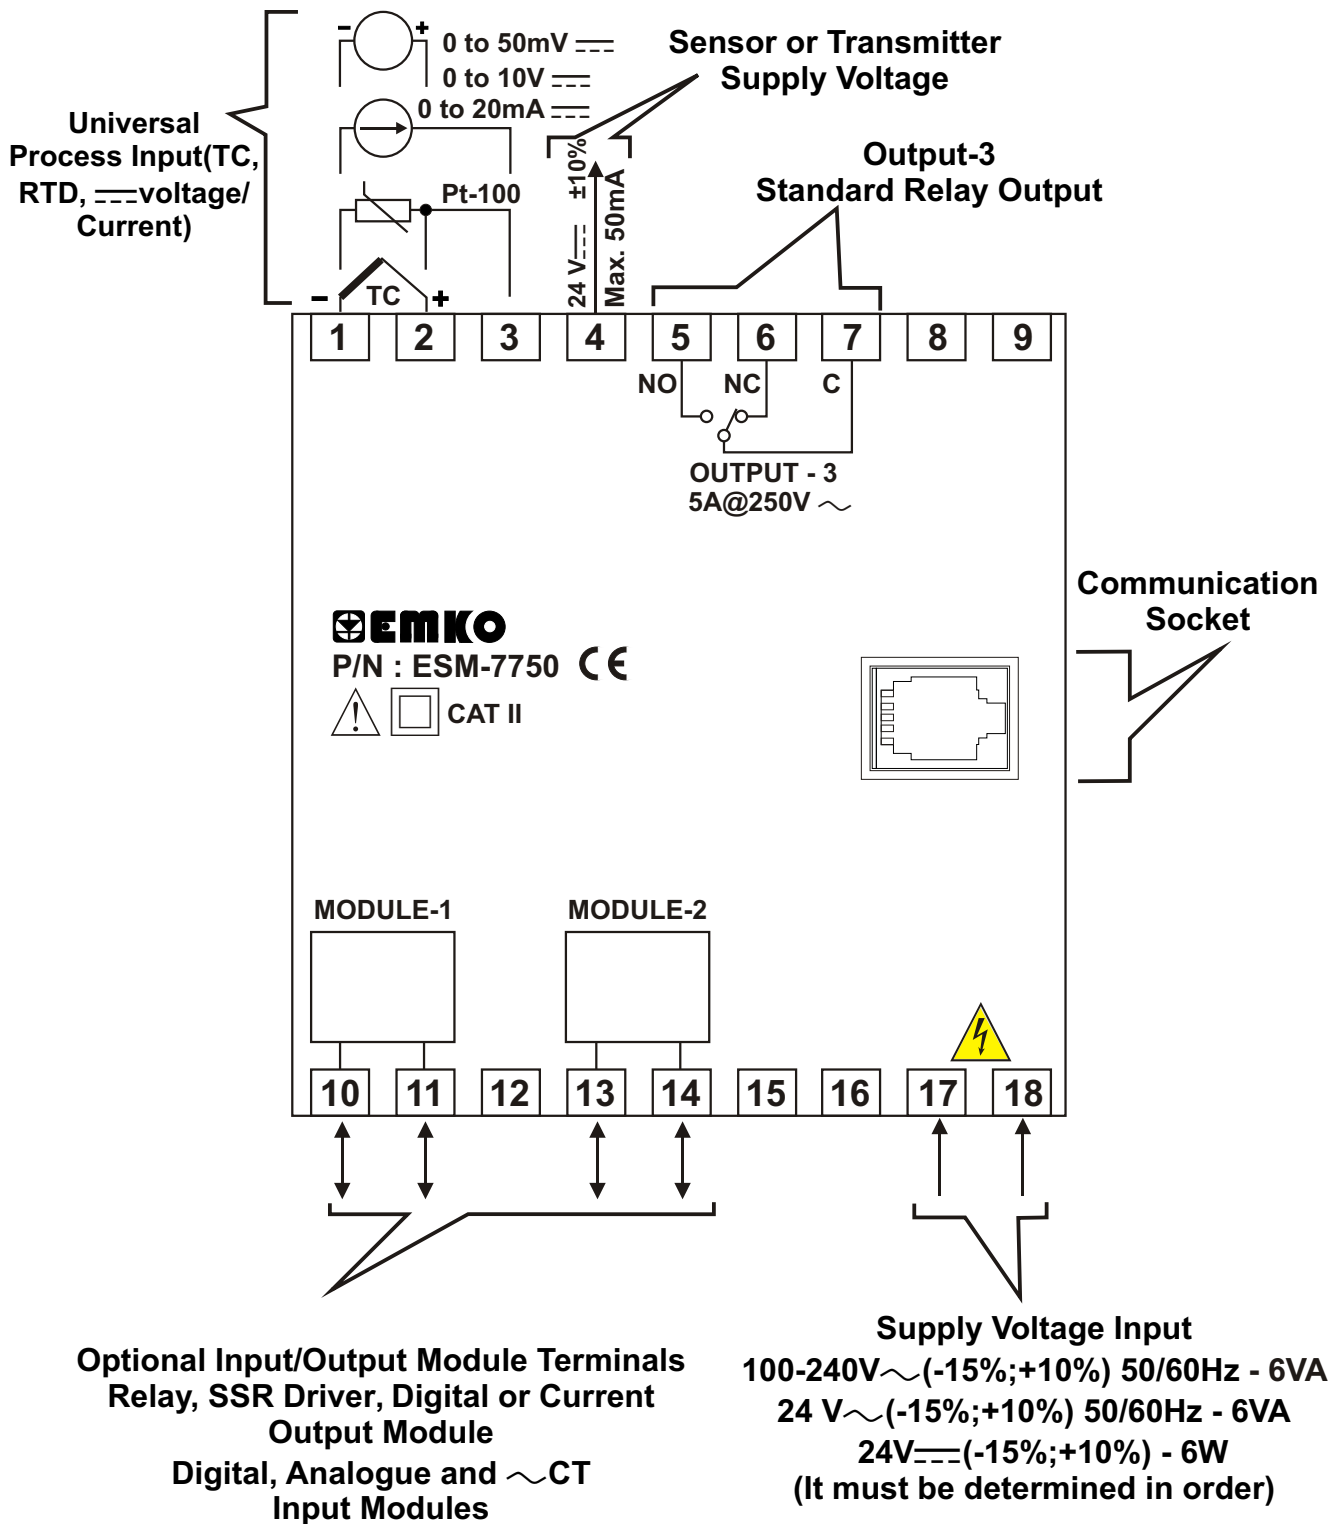 - +
0 to 50mV
0 to 10V
0 to 20mA
Sensor or Transmitter
Supply Voltage
Universal
Process Input(TC,
RTD, voltage/
Current)
Pt-100
- TC +
24 V ±10%
Max. 50mA
Output-3
Standard Relay Output
1 2 3 4 5 6 7 8 9
NO NC C
OUTPUT - 3
5A@250V ~
Communication
Socket
EMKO
P/N : ESM-7750 CE
! CAT II
MODULE-1 MODULE-2
10 11 12 13 14 15 16 17 18
Optional Input/Output Module Terminals
Relay, SSR Driver, Digital or Current
Output Module
Digital, Analogue and ~CT
Input Modules
Supply Voltage Input
100-240V~(-15%;+10%) 50/60Hz - 6VA
24 V~(-15%;+10%) 50/60Hz - 6VA
24V(-15%;+10%) - 6W
(It must be determined in order)